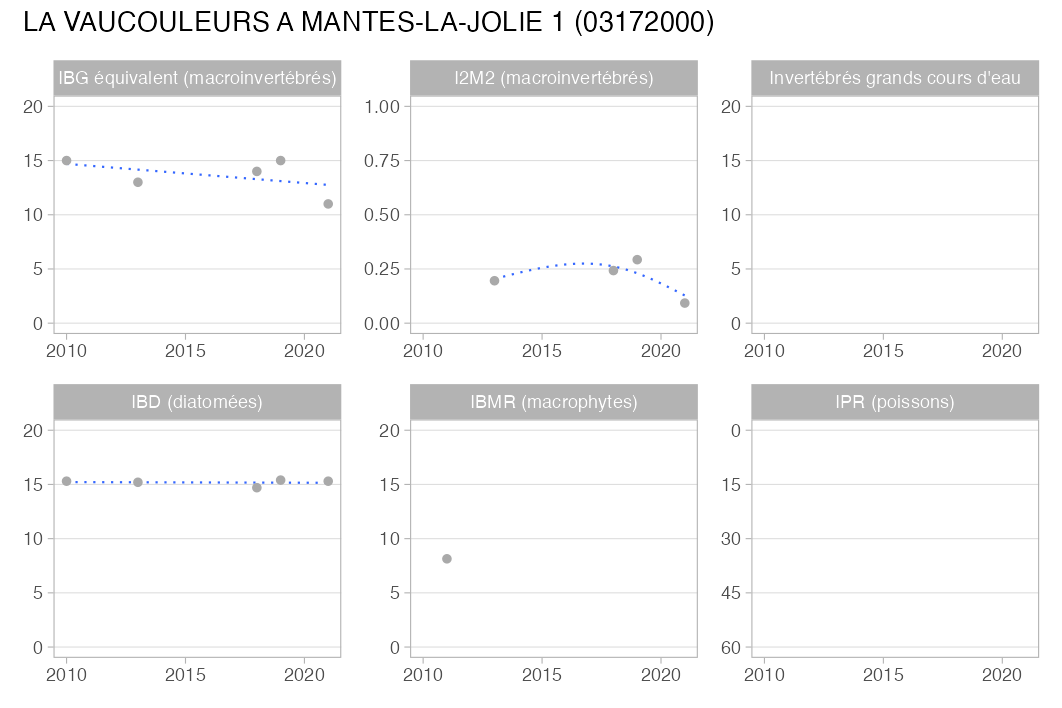 LA VAUCOULEURS A MANTES-LA-JOLIE 1 (03172000)
IBG équivalent (macroinvertébrés)
20
15
10
5
0
2010 2015 2020
I2M2 (macroinvertébrés)
1.00
0.75
0.50
0.25
0.00
2010 2015 2020
Invertébrés grands cours d'eau
20
15
10
5
0
2010 2015 2020
IBD (diatomées)
20
15
10
5
0
2010 2015 2020
IBMR (macrophytes)
20
15
10
5
0
2010 2015 2020
IPR (poissons)
0
15
30
45
60
2010 2015 2020